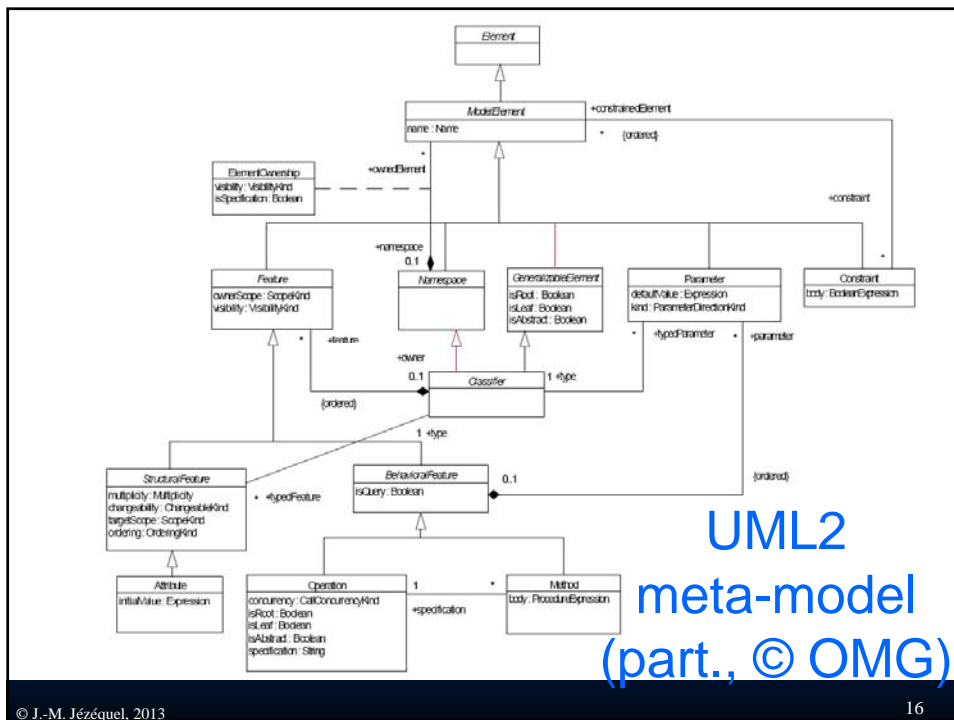 Element
ModelElement
name : Name
+constrainedElement
*
{ordered}
*
+ownedElement
ElementOwnership
visibility : VisibilityKind
isSpecification : Boolean
+constraint
*
+namespace
0..1
Feature
ownerScope : ScopeKind
visibility : VisibilityKind
Namespace
GeneralizableElement
isRoot : Boolean
isLeaf : Boolean
isAbstract : Boolean
Parameter
defaultValue : Expression
kind : ParameterDirectionKind
Constraint
body : BooleanExpression
*
+feature
*
+typedParameter
*
+parameter
+owner
0..1
Classifier
1 +type
{ordered}
1 +type
StructuralFeature
multiplicity : Multiplicity
changeability : ChangeableKind
targetScope : ScopeKind
ordering : OrderingKind
* +typedFeature
BehavioralFeature
isQuery : Boolean
0..1
{ordered}
Attribute
initialValue : Expression
Operation
concurrency : CallConcurrencyKind
isRoot : Boolean
isLeaf : Boolean
isAbstract : Boolean
specification : String
1
*
+specification
Method
body : ProcedureExpression
UML2
meta-model
(part., © OMG)
© J.-M. Jézéquel, 2013
16